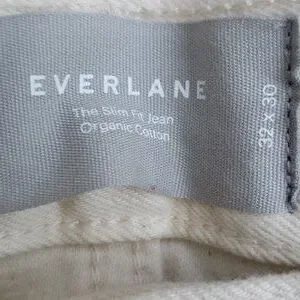 EVERLANE
The Slim Fit Jean
Organic Cotton
32 x 30